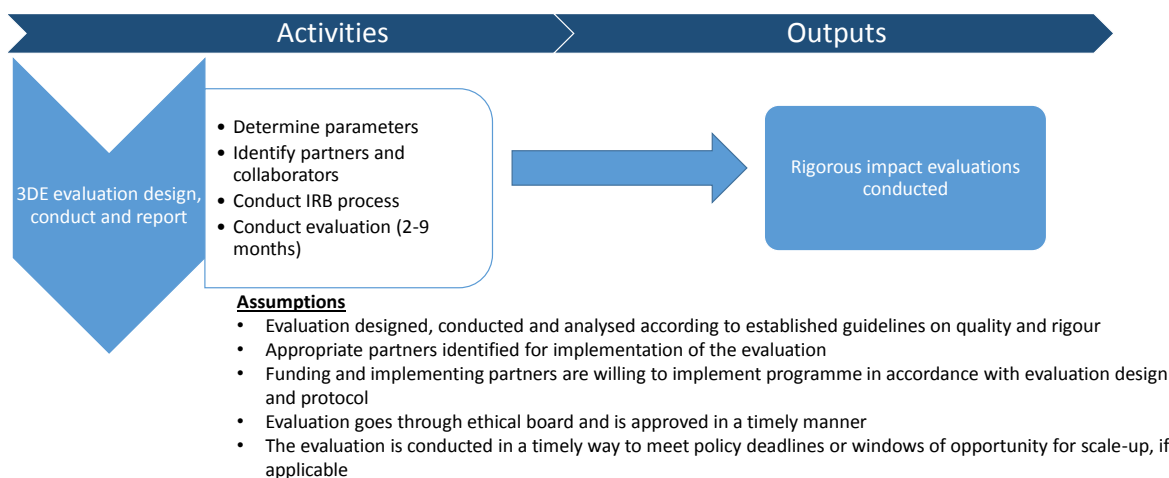 Activities
Outputs
3DE evaluation design,
conduct and report
• Determine parameters
• Identify partners and
collaborators
• Conduct IRB process
• Conduct evaluation (2-9
months)
Rigorous impact evaluations
conducted
Assumptions
• Evaluation designed, conducted and analysed according to established guidelines on quality and rigour
• Appropriate partners identified for implementation of the evaluation
• Funding and implementing partners are willing to implement programme in accordance with evaluation design
and protocol
• Evaluation goes through ethical board and is approved in a timely manner
• The evaluation is conducted in a timely way to meet policy deadlines or windows of opportunity for scale-up, if
applicable